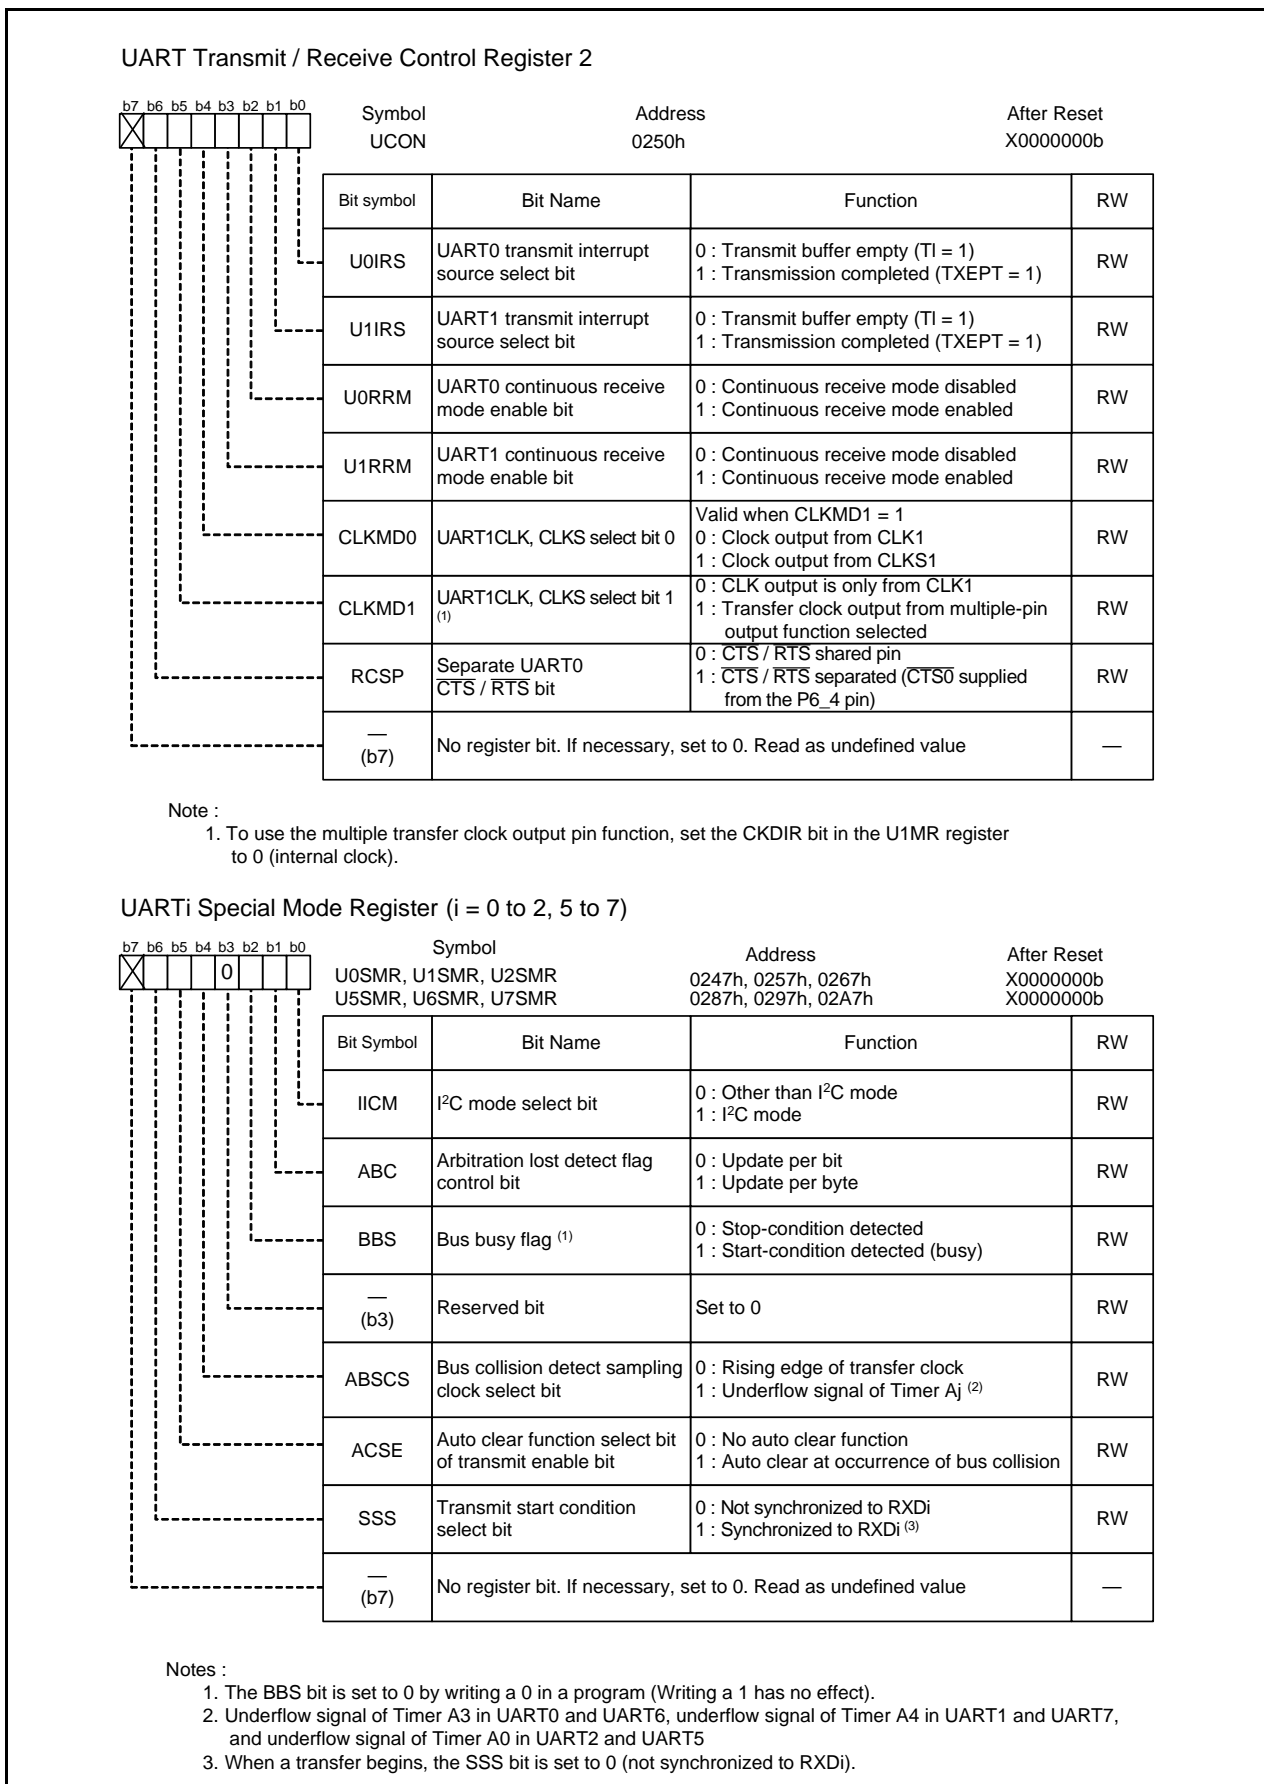 UART Transmit / Receive Control Register 2
b7 b6 b5 b4 b3 b2 b1 b0
Symbol Address After Reset
UCON 0250h X0000000b
Bit symbol Bit Name Function RW
U0IRS UART0 transmit interrupt source select bit 0 : Transmit buffer empty (TI = 1) RW
1 : Transmission completed (TXEPT = 1)
U1IRS UART1 transmit interrupt source select bit 0 : Transmit buffer empty (TI = 1) RW
1 : Transmission completed (TXEPT = 1)
U0RRM UART0 continuous receive mode enable bit 0 : Continuous receive mode disabled RW
1 : Continuous receive mode enabled
U1RRM UART1 continuous receive mode enable bit 0 : Continuous receive mode disabled RW
1 : Continuous receive mode enabled
CLKMD0 UART1CLK, CLKS select bit 0 Valid when CLKMD1 = 1 RW
0 : Clock output from CLK1
1 : Clock output from CLKS1
CLKMD1 UART1CLK, CLKS select bit 1 (1) 0 : CLK output is only from CLK1 RW
1 : Transfer clock output from multiple-pin
output function selected
RCSP Separate UART0 CTS / RTS bit 0 : CTS / RTS shared pin RW
1 : CTS / RTS separated (CTS0 supplied
from the P6_4 pin)
— (b7) No register bit. If necessary, set to 0. Read as undefined value —
Note :
1. To use the multiple transfer clock output pin function, set the CKDIR bit in the U1MR register
to 0 (internal clock).
UARTi Special Mode Register (i = 0 to 2, 5 to 7)
b7 b6 b5 b4 b3 b2 b1 b0
0
Symbol Address After Reset
U0SMR, U1SMR, U2SMR 0247h, 0257h, 0267h X0000000b
U5SMR, U6SMR, U7SMR 0287h, 0297h, 02A7h X0000000b
Bit Symbol Bit Name Function RW
IICM I²C mode select bit 0 : Other than I²C mode RW
1 : I²C mode
ABC Arbitration lost detect flag control bit 0 : Update per bit RW
1 : Update per byte
BBS Bus busy flag (1) 0 : Stop-condition detected RW
1 : Start-condition detected (busy)
— (b3) Reserved bit Set to 0 RW
ABSCS Bus collision detect sampling clock select bit 0 : Rising edge of transfer clock RW
1 : Underflow signal of Timer Aj (2)
ACSE Auto clear function select bit of transmit enable bit 0 : No auto clear function RW
1 : Auto clear at occurrence of bus collision
SSS Transmit start condition select bit 0 : Not synchronized to RXDi RW
1 : Synchronized to RXDi (3)
— (b7) No register bit. If necessary, set to 0. Read as undefined value —
Notes :
1. The BBS bit is set to 0 by writing a 0 in a program (Writing a 1 has no effect).
2. Underflow signal of Timer A3 in UART0 and UART6, underflow signal of Timer A4 in UART1 and UART7,
and underflow signal of Timer A0 in UART2 and UART5
3. When a transfer begins, the SSS bit is set to 0 (not synchronized to RXDi).